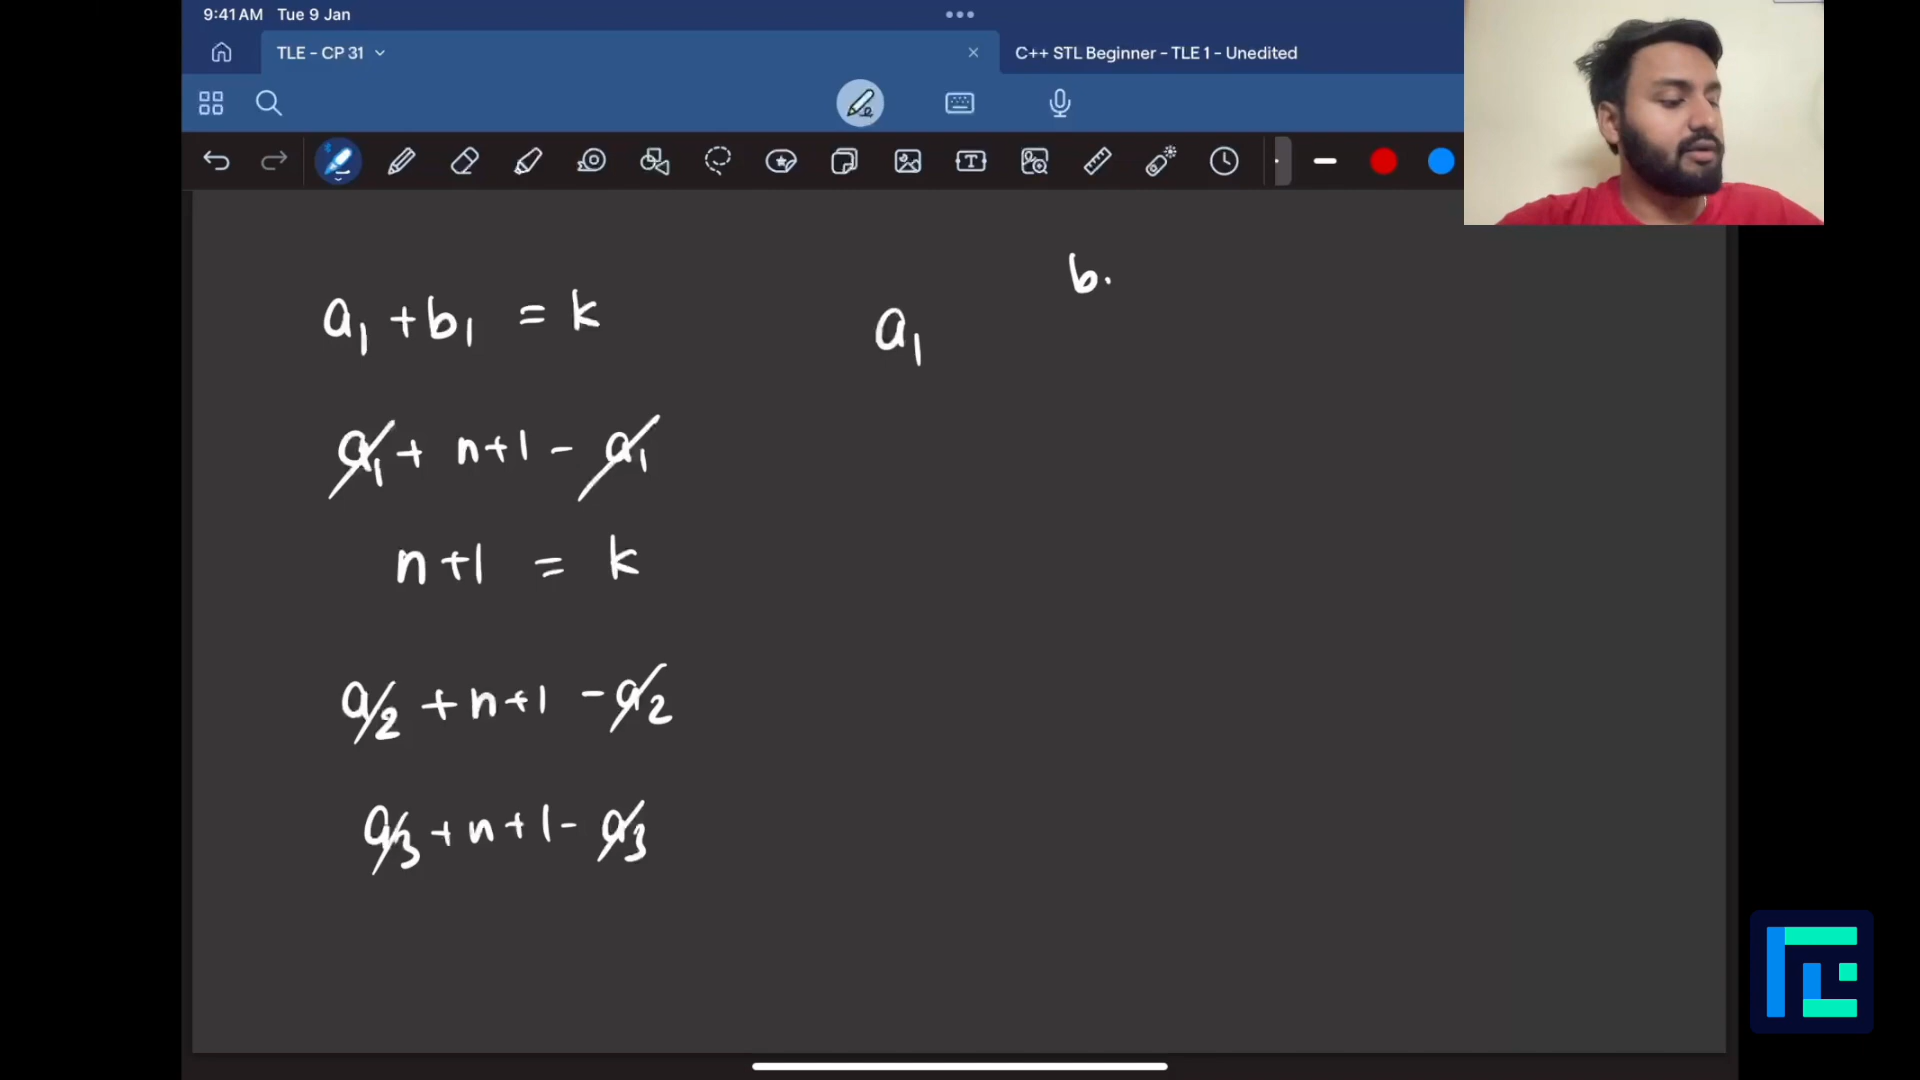 9:41 AM Tue 9 Jan
TLE - CP 31
C++ STL Beginner - TLE 1 - Unedited
b.
a₁ + b₁ = k
a₁
a₁ + n+1 - a₁
n+1 = k
a₂ + n+1 - a₂
a₃ + n+1 - a₃